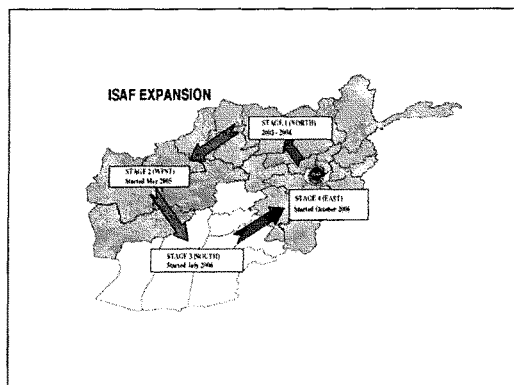 ISAF EXPANSION
STAGE 1 (NORTH)
2003 - 2004
STAGE 2 (WEST)
Started May 2005
STAGE 4 (EAST)
Started October 2006
STAGE 3 (SOUTH)
Started July 2006